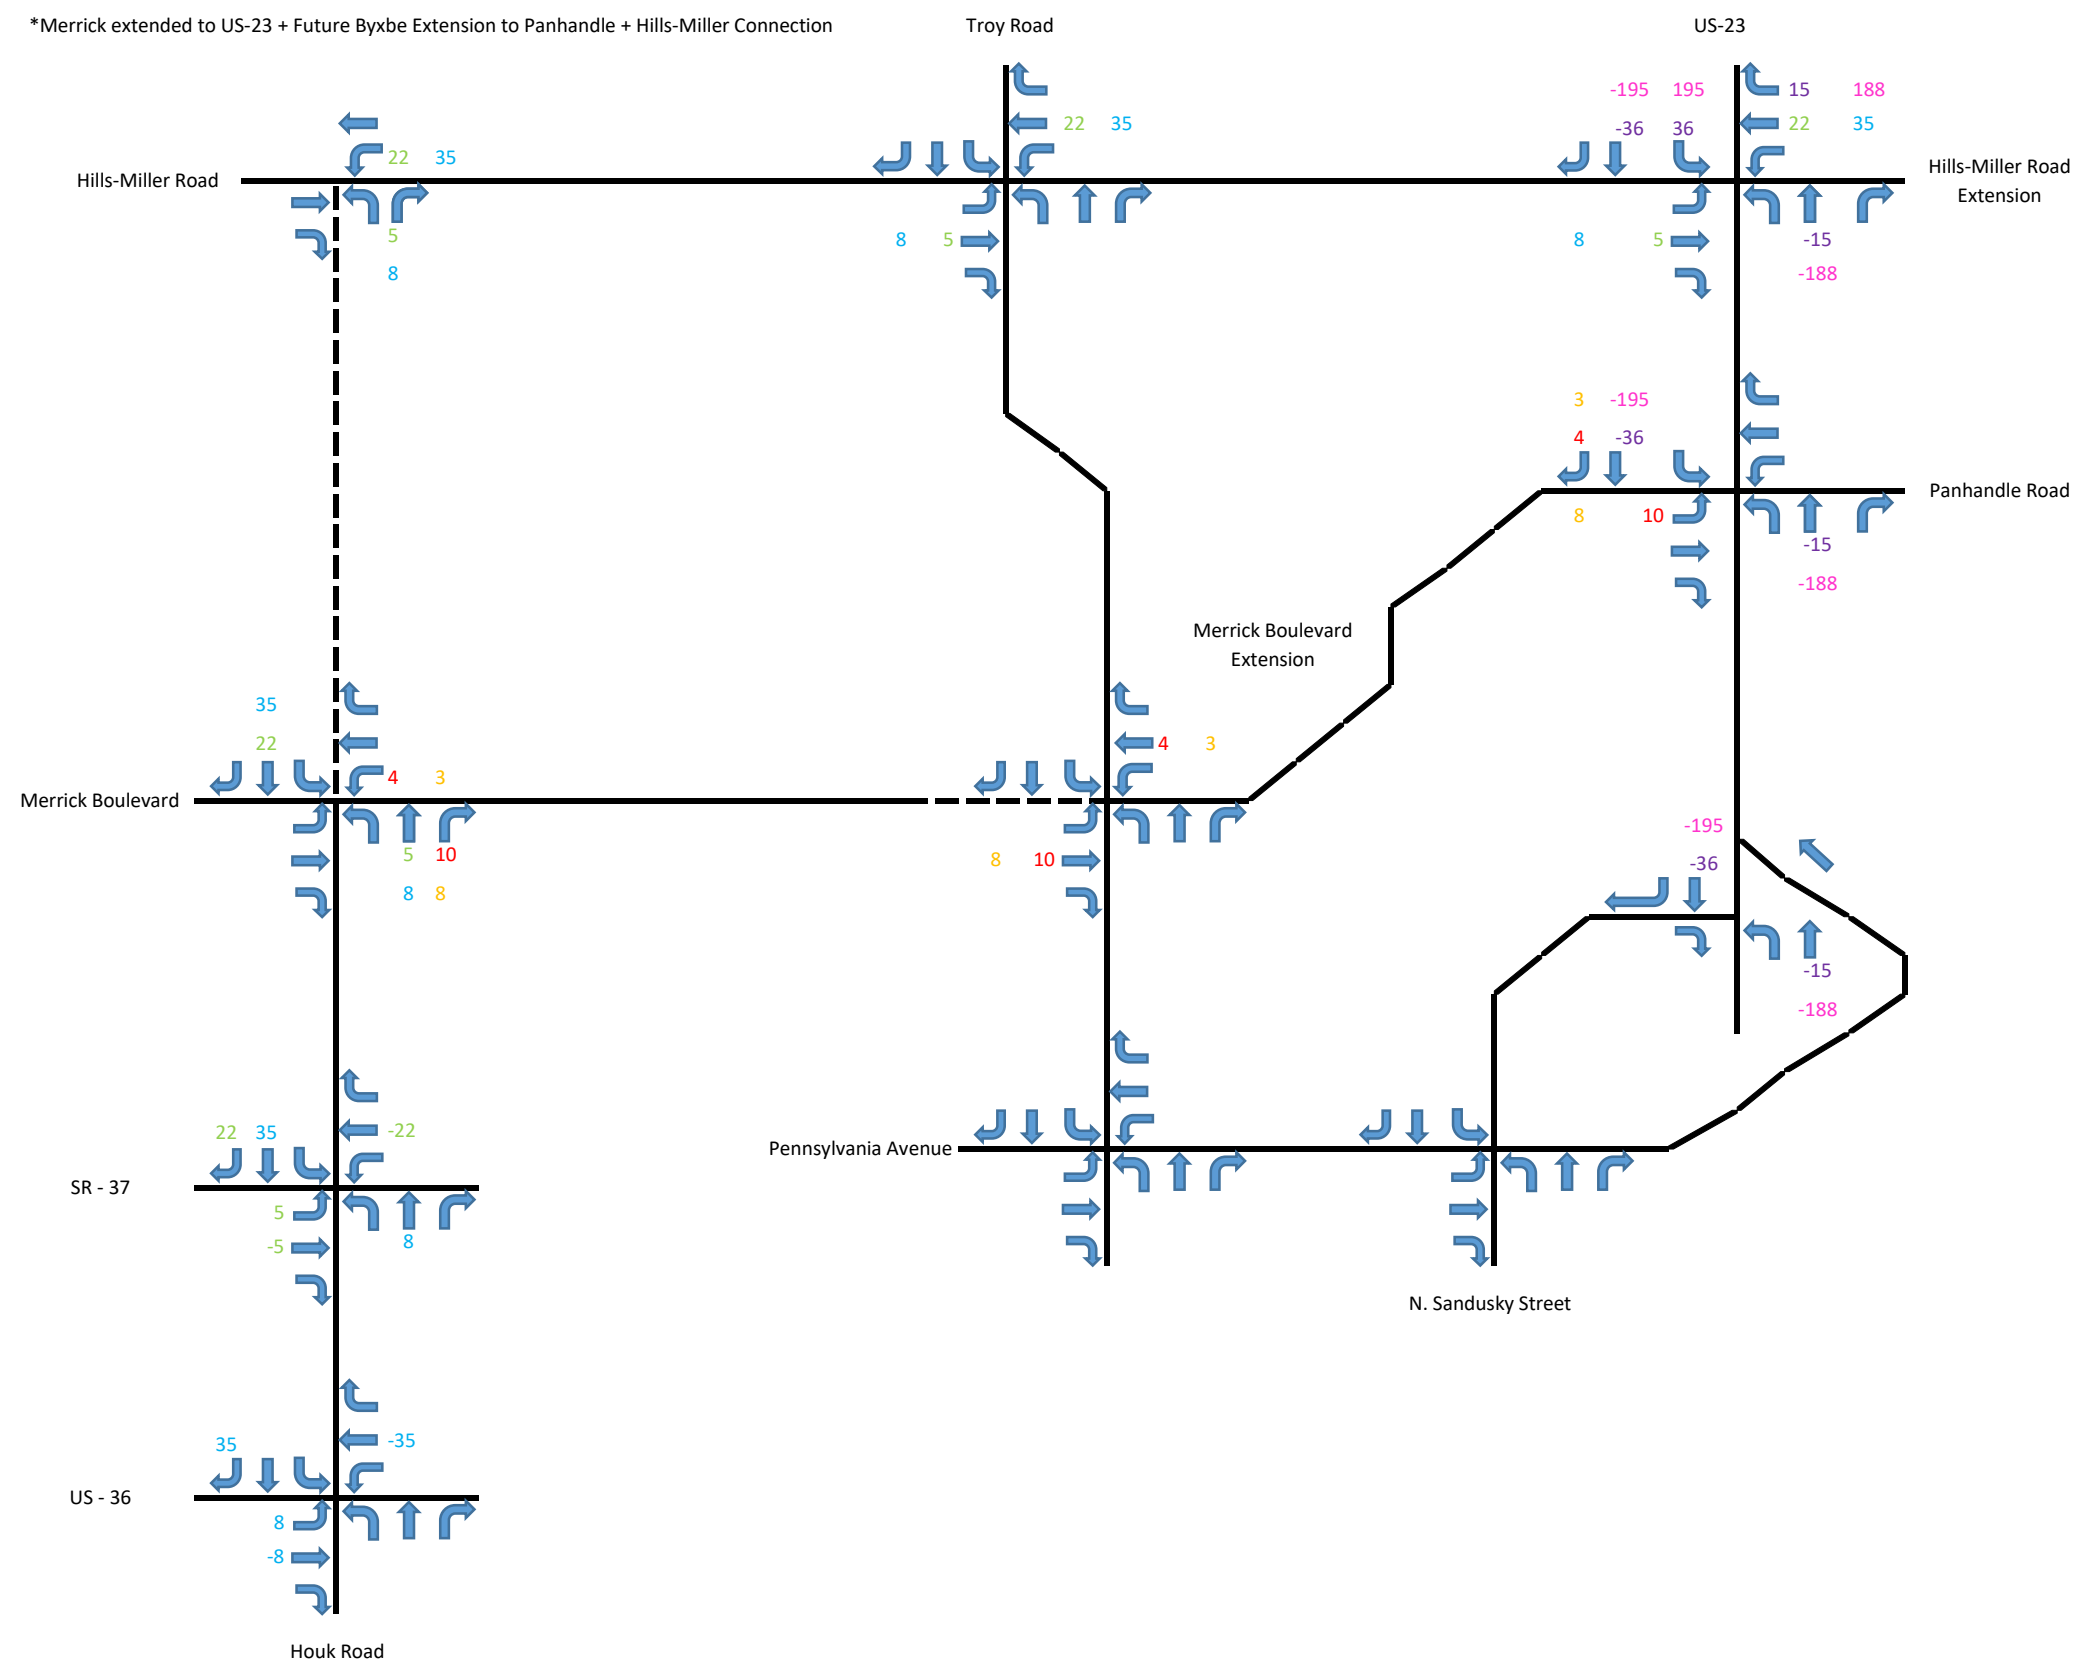 *Merrick extended to US-23 + Future Byxbe Extension to Panhandle + Hills-Miller Connection
Troy Road
US-23
-195 195 15 188
22 35
-36 36 22 35
22 35
Hills-Miller Road
Hills-Miller Road
Extension
5
8 5
8 5
-15
8
-188
3 -195
4 -36
Panhandle Road
8 10
-15
-188
Merrick Boulevard
Extension
35
22
4 3
4 3
Merrick Boulevard
5 10
8 10
8 8
-195
-36
-15
-188
22 35
-22
Pennsylvania Avenue
SR - 37
5
-5
8
N. Sandusky Street
35
-35
US - 36
8
-8
Houk Road